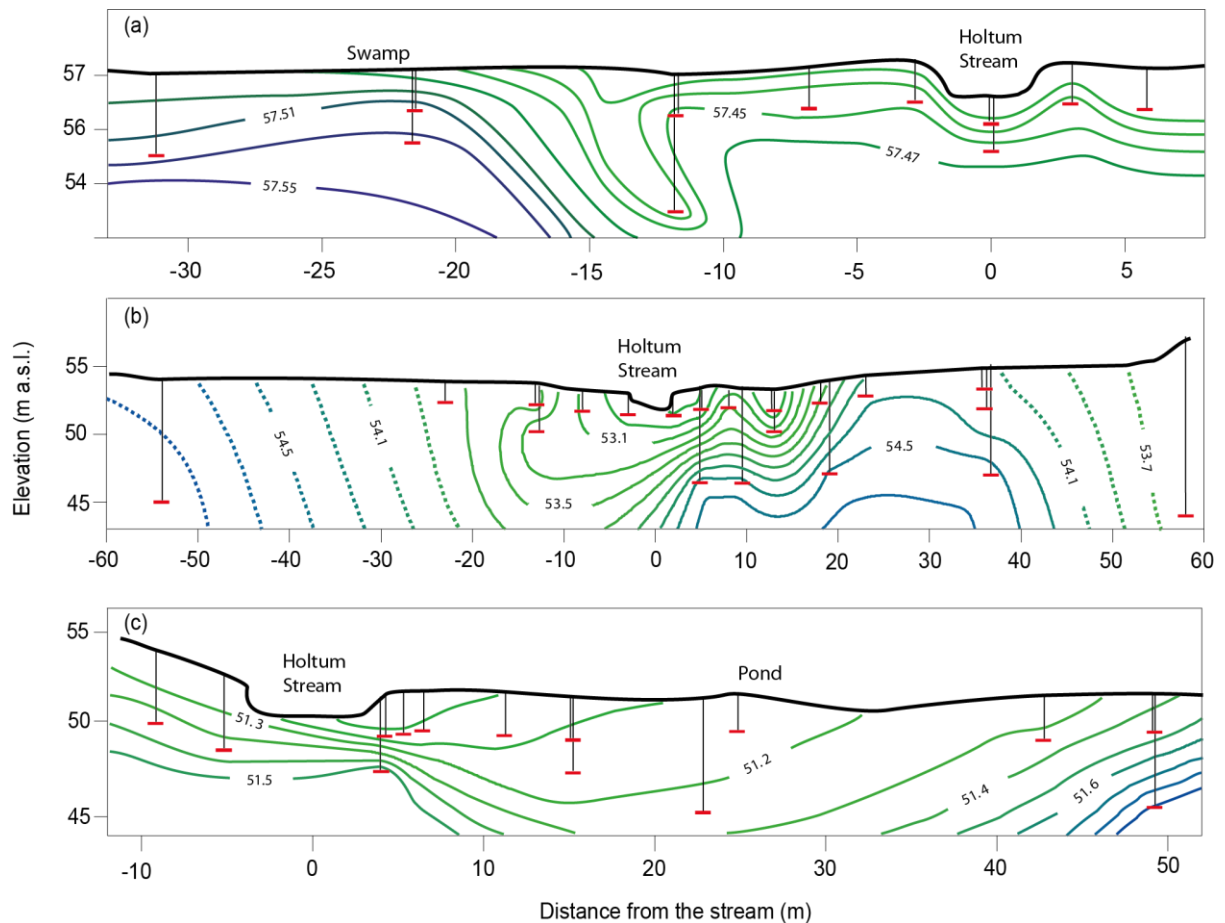 (a)
Swamp
Holtum
Stream
57
56
54
57.51
57.55
57.45
57.47
-30 -25 -20 -15 -10 -5 0 5
(b)
Holtum
Stream
Elevation (m a.s.l.)
55
50
45
54.5
54.1
53.5
53.1
54.5
54.1
53.7
-60 -50 -40 -30 -20 -10 0 10 20 30 40 50 60
(c)
Holtum
Stream
Pond
55
50
45
51.3
51.5
51.2
51.4
51.6
-10 0 10 20 30 40 50
Distance from the stream (m)